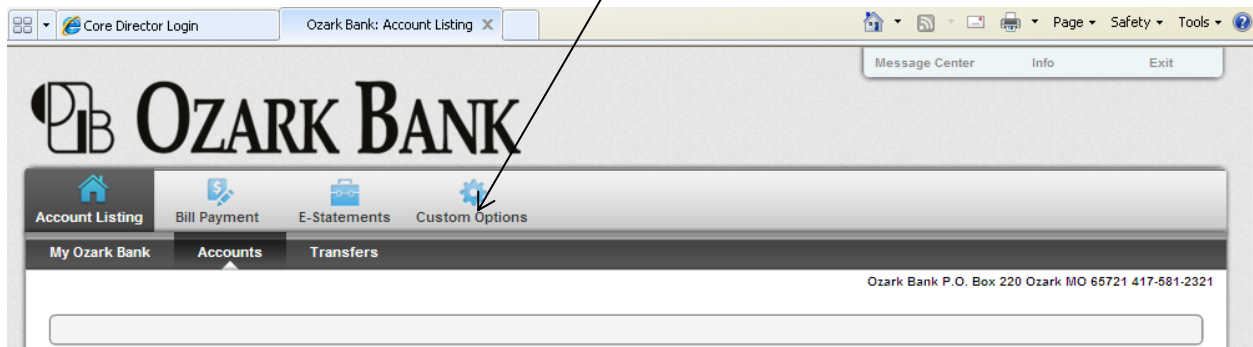 Core Director Login Ozark Bank: Account Listing X Page Safety Tools
Message Center Info Exit
OB OZARK BANK
Account Listing Bill Payment E-Statements Custom Options
My Ozark Bank Accounts Transfers
Ozark Bank P.O. Box 220 Ozark MO 65721 417-581-2321